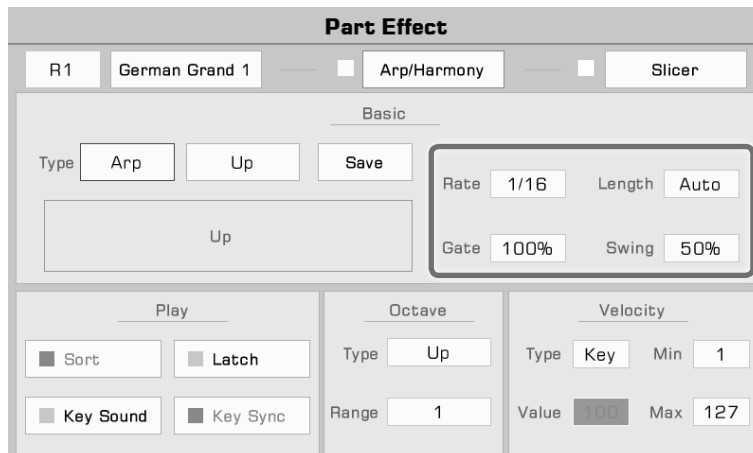 Part Effect
R1 German Grand 1 Arp/Harmony Slicer
Basic
Type Arp Up Save
Rate 1/16 Length Auto
Up
Gate 100% Swing 50%
Play Octave Velocity
Sort Latch Type Up Type Key Min 1
Key Sound Key Sync Range 1 Value 100 Max 127